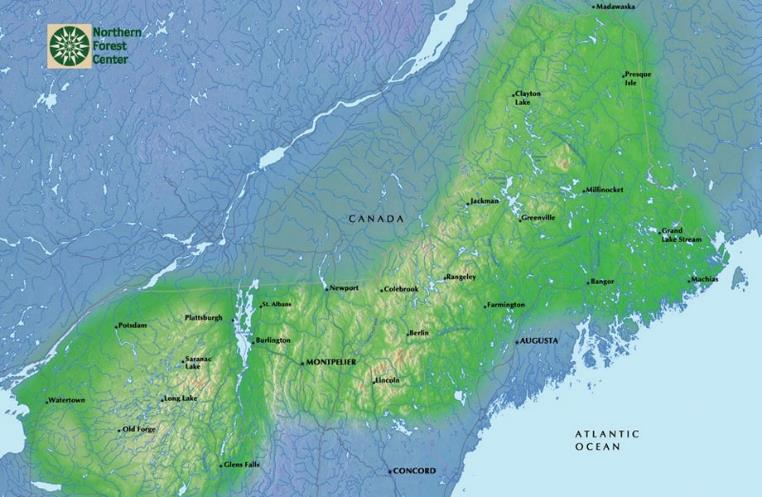 Northern
Forest
Center
Madawaska
Presque
Isle
Clayton
Lake
Millinocket
Jackman
CANADA
Greenville
Grand
Lake Stream
Rangeley
Bangor
Machias
Newport
Colebrook
St. Albans
Farmington
Plattsburgh
Potsdam
Berlin
Burlington
AUGUSTA
Saranac
Lake
MONTPELIER
Lincoln
Long Lake
Watertown
Old Forge
ATLANTIC
OCEAN
Glens Falls
CONCORD